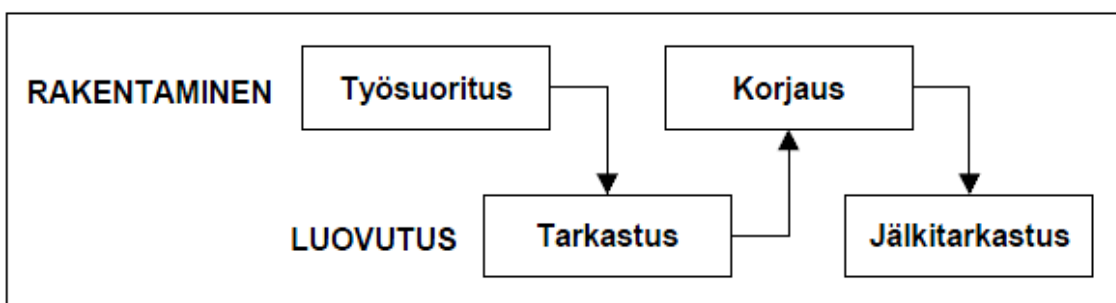 RAKENTAMINEN
Työsuoritus
Korjaus
LUOVUTUS
Tarkastus
Jälkitarkastus